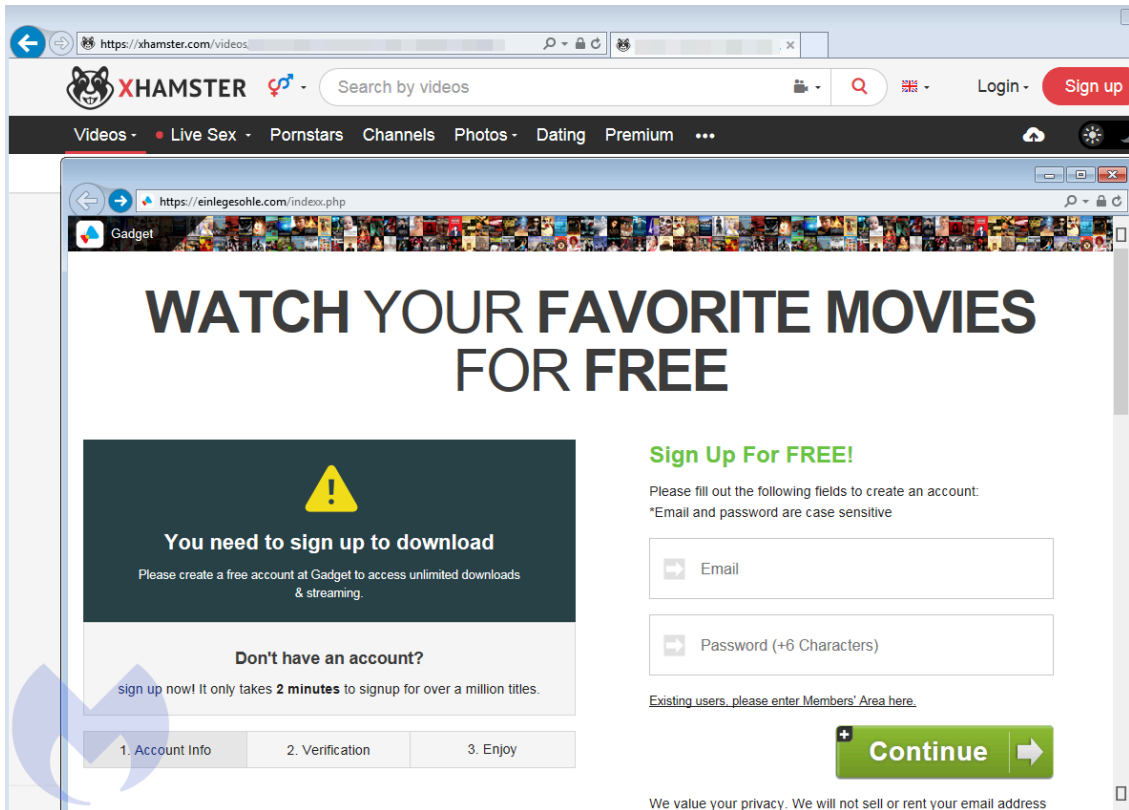 https://xhamster.com/videos
XHAMSTER
Search by videos
Login
Sign up
Videos
Live Sex
Pornstars
Channels
Photos
Dating
Premium
•••
https://einlegesohle.com/indexx.php
Gadget
WATCH YOUR FAVORITE MOVIES
FOR FREE
You need to sign up to download
Please create a free account at Gadget to access unlimited downloads
& streaming.
Don't have an account?
sign up now! It only takes 2 minutes to signup for over a million titles.
1. Account Info
2. Verification
3. Enjoy
Sign Up For FREE!
Please fill out the following fields to create an account:
*Email and password are case sensitive
Email
Password (+6 Characters)
Existing users, please enter Members' Area here.
Continue
We value your privacy. We will not sell or rent your email address